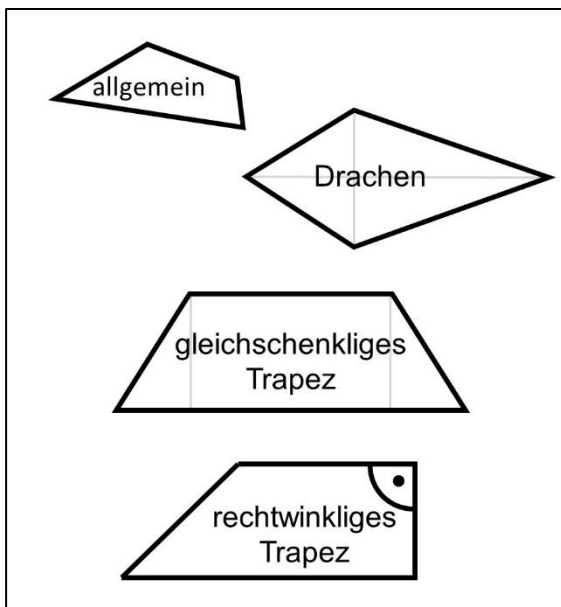 allgemein
Drachen
gleichschenkliges
Trapez
rechtwinkliges
Trapez